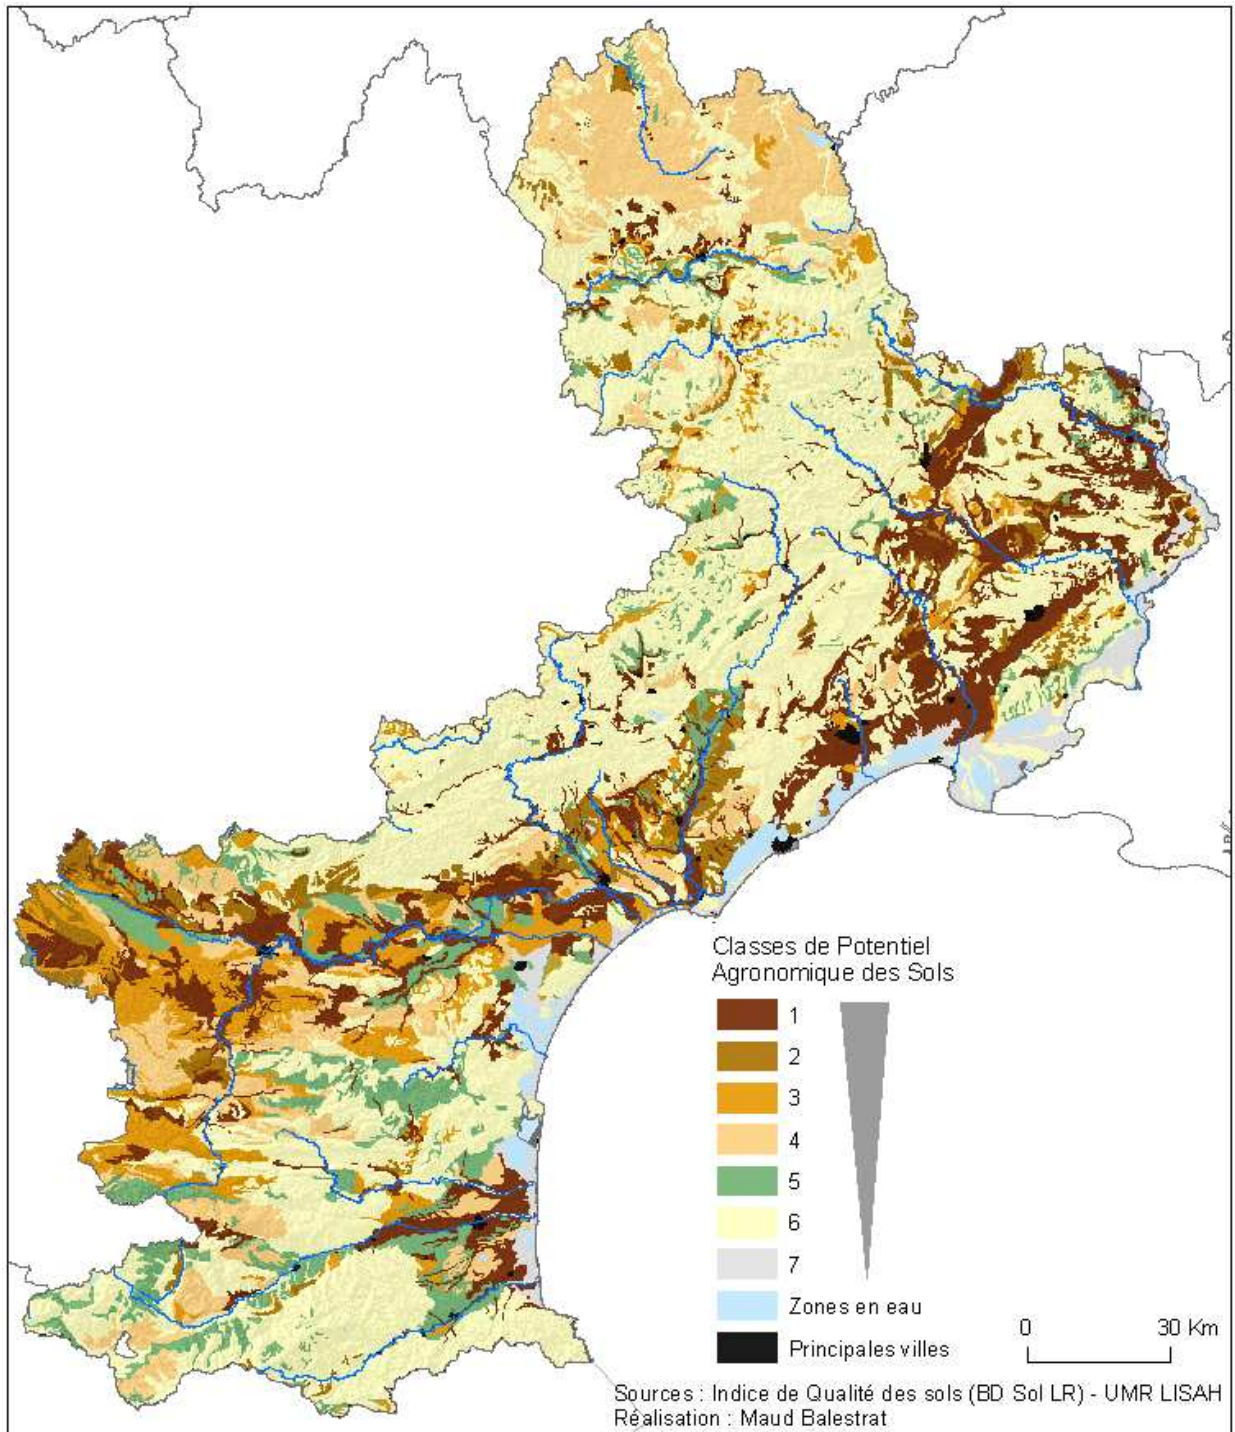 Classes de Potentiel
Agronomique des Sols
1
2
3
4
5
6
7
Zones en eau
Principales villes
0 30 Km
Sources : Indice de Qualité des sols (BD Sol LR) - UMR LISAH
Réalisation : Maud Balestrat